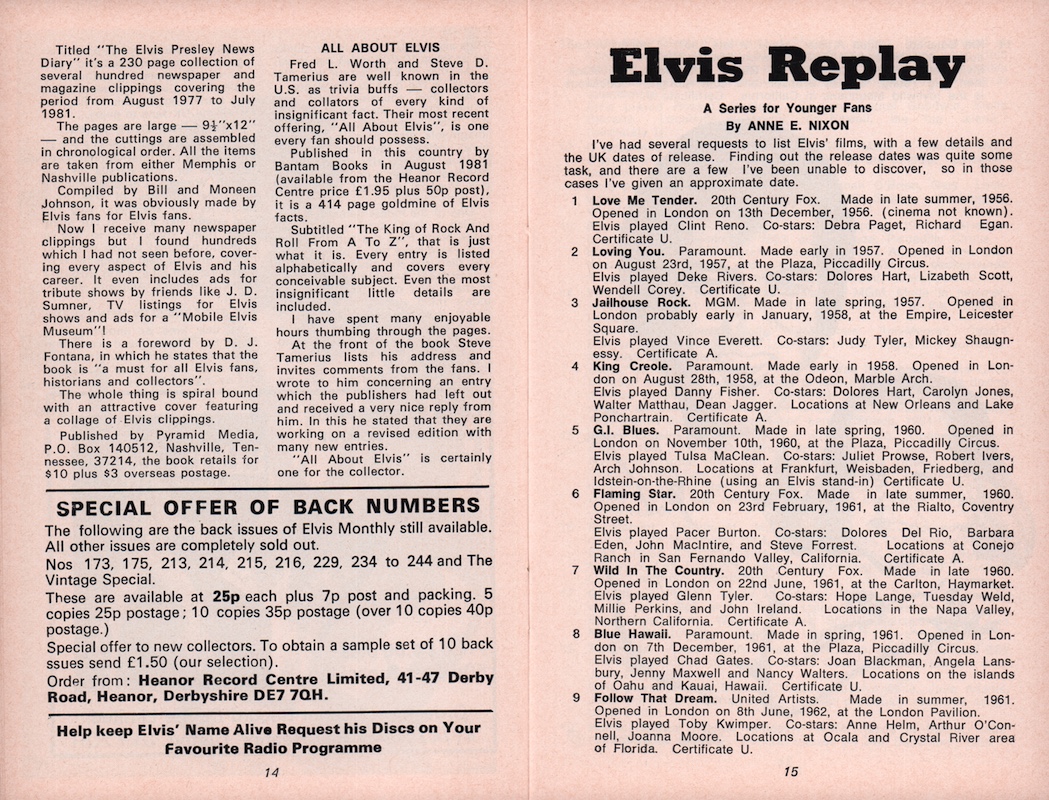 Titled "The Elvis Presley News
Diary" it's a 230 page collection of
several hundred newspaper and
magazine clippings covering the
period from August 1977 to July
1981.
The pages are large — 9½"x12"
— and the cuttings are assembled
in chronological order. All the items
are taken from either Memphis or
Nashville publications.
Compiled by Bill and Moneen
Johnson, it was obviously made by
Elvis fans for Elvis fans.
Now I receive many newspaper
clippings but I found hundreds
which I had not seen before, cover-
ing every aspect of Elvis and his
career. It even includes ads for
tribute shows by friends like J. D.
Sumner, TV listings for Elvis
shows and ads for a "Mobile Elvis
Museum"!
There is a foreword by D. J.
Fontana, in which he states that the
book is "a must for all Elvis fans,
historians and collectors".
The whole thing is spiral bound
with an attractive cover featuring
a collage of Elvis clippings.
Published by Pyramid Media,
P.O. Box 140512, Nashville, Ten-
nessee, 37214, the book retails for
$10 plus $3 overseas postage.
ALL ABOUT ELVIS
Fred L. Worth and Steve D.
Tamerius are well known in the
U.S. as trivia buffs — collectors
and collators of every kind of
insignificant fact. Their most recent
offering, "All About Elvis", is one
every fan should possess.
Published in this country by
Bantam Books in August 1981
(available from the Heanor Record
Centre price £1.95 plus 50p post),
it is a 414 page goldmine of Elvis
facts.
Subtitled "The King of Rock And
Roll From A To Z", that is just
what it is. Every entry is listed
alphabetically and covers every
conceivable subject. Even the most
insignificant little details are
included.
I have spent many enjoyable
hours thumbing through the pages.
At the front of the book Steve
Tamerius lists his address and
invites comments from the fans. I
wrote to him concerning an entry
which the publishers had left out
and received a very nice reply from
him. In this he stated that they are
working on a revised edition with
many new entries.
"All About Elvis" is certainly
one for the collector.
SPECIAL OFFER OF BACK NUMBERS
The following are the back issues of Elvis Monthly still available.
All other issues are completely sold out.
Nos 173, 175, 213, 214, 215, 216, 229, 234 to 244 and The
Vintage Special.
These are available at 25p each plus 7p post and packing. 5
copies 25p postage; 10 copies 35p postage (over 10 copies 40p
postage.)
Special offer to new collectors. To obtain a sample set of 10 back
ssues send £1.50 (our selection).
Order from: Heanor Record Centre Limited, 41-47 Derby
Road, Heanor, Derbyshire DE7 7QH.
Help keep Elvis' Name Alive Request his Discs on Your
Favourite Radio Programme
14
Elvis Replay
A Series for Younger Fans
By ANNE E. NIXON
I've had several requests to list Elvis' films, with a few details and
the UK dates of release. Finding out the release dates was quite some
task, and there are a few I've been unable to discover, so in those
cases I've given an approximate date.
1 Love Me Tender. 20th Century Fox. Made in late summer, 1956.
Opened in London on 13th December, 1956. (cinema not known).
Elvis played Clint Reno. Co-stars: Debra Paget, Richard Egan.
Certificate U.
2 Loving You. Paramount. Made early in 1957. Opened in London
on August 23rd, 1957, at the Plaza, Piccadilly Circus.
Elvis played Deke Rivers. Co-stars: Dolores Hart, Lizabeth Scott,
Wendell Corey. Certificate U.
3 Jailhouse Rock. MGM. Made in late spring, 1957. Opened in
London probably early in January, 1958, at the Empire, Leicester
Square.
Elvis played Vince Everett. Co-stars: Judy Tyler, Mickey Shaugn-
essy. Certificate A.
4 King Creole. Paramount. Made early in 1958. Opened in Lon-
don on August 28th, 1958, at the Odeon, Marble Arch.
Elvis played Danny Fisher. Co-stars: Dolores Hart, Carolyn Jones,
Walter Matthau, Dean Jagger. Locations at New Orleans and Lake
Ponchartrain. Certificate A.
5 G.I. Blues. Paramount. Made in late spring, 1960. Opened in
London on November 10th, 1960, at the Plaza, Piccadilly Circus.
Elvis played Tulsa MacLean. Co-stars: Juliet Prowse, Robert Ivers,
Arch Johnson. Locations at Frankfurt, Weisbaden, Friedberg, and
Idstein-on-the-Rhine (using an Elvis stand-in) Certificate U.
6 Flaming Star. 20th Century Fox. Made in late summer, 1960.
Opened in London on 23rd February, 1961, at the Rialto, Coventry
Street.
Elvis played Pacer Burton. Co-stars: Dolores Del Rio, Barbara
Eden, John MacIntire, and Steve Forrest. Locations at Conejo
Ranch in San Fernando Valley, California. Certificate A.
7 Wild In The Country. 20th Century Fox. Made in late 1960.
Opened in London on 22nd June, 1961, at the Carlton, Haymarket.
Elvis played Glenn Tyler. Co-stars: Hope Lange, Tuesday Weld,
Millie Perkins, and John Ireland. Locations in the Napa Valley,
Northern California. Certificate A.
8 Blue Hawaii. Paramount. Made in spring, 1961. Opened in Lon-
don on 7th December, 1961, at the Plaza, Piccadilly Circus.
Elvis played Chad Gates. Co-stars: Joan Blackman, Angela Lans-
bury, Jenny Maxwell and Nancy Walters. Locations on the islands
of Oahu and Kauai, Hawaii. Certificate U.
9 Follow That Dream. United Artists. Made in summer, 1961.
Opened in London on 8th June, 1962, at the London Pavilion.
Elvis played Toby Kwimper. Co-stars: Anne Helm, Arthur O'Con-
nell, Joanna Moore. Locations at Ocala and Crystal River area
of Florida. Certificate U.
15